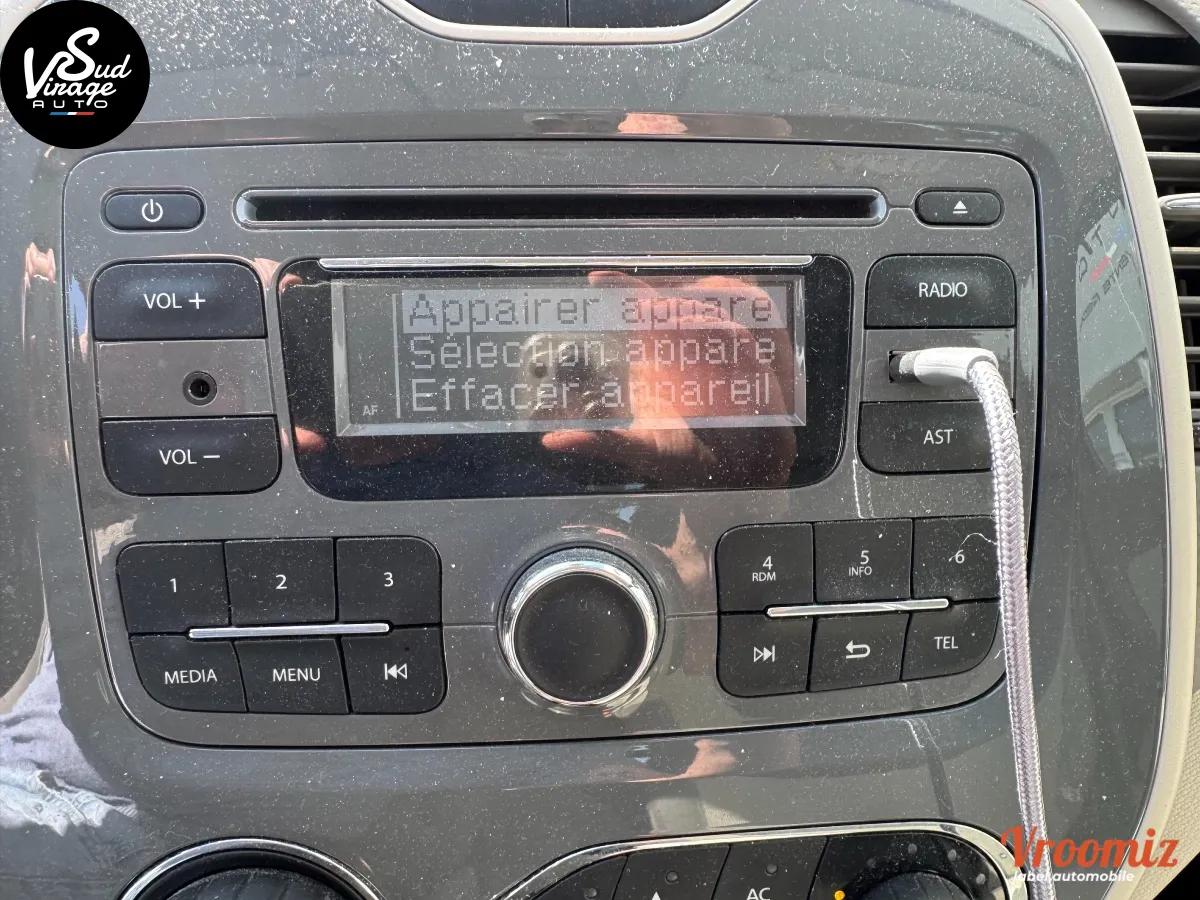 Sud
Virage
AUTO
VOL +
VOL −
Appairer appare
Sélection appare
Effacer appareil
AF
RADIO
AST
1
2
3
MEDIA
MENU
4
RDM
5
INFO
6
TEL
AC
Vroomiz
label automobile